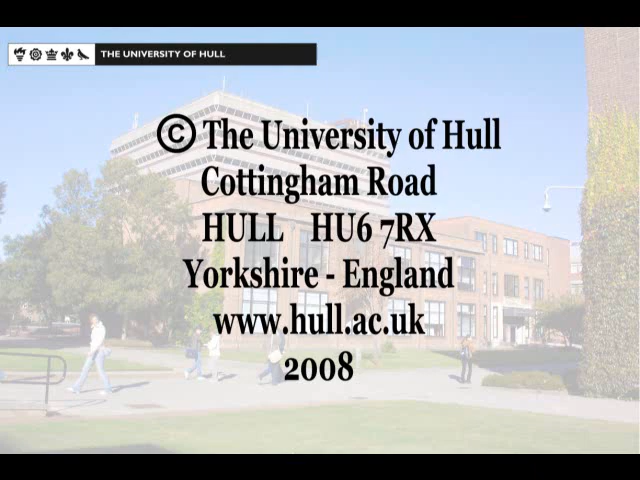 THE UNIVERSITY OF HULL
© The University of Hull
Cottingham Road
HULL HU6 7RX
Yorkshire - England
www.hull.ac.uk
2008